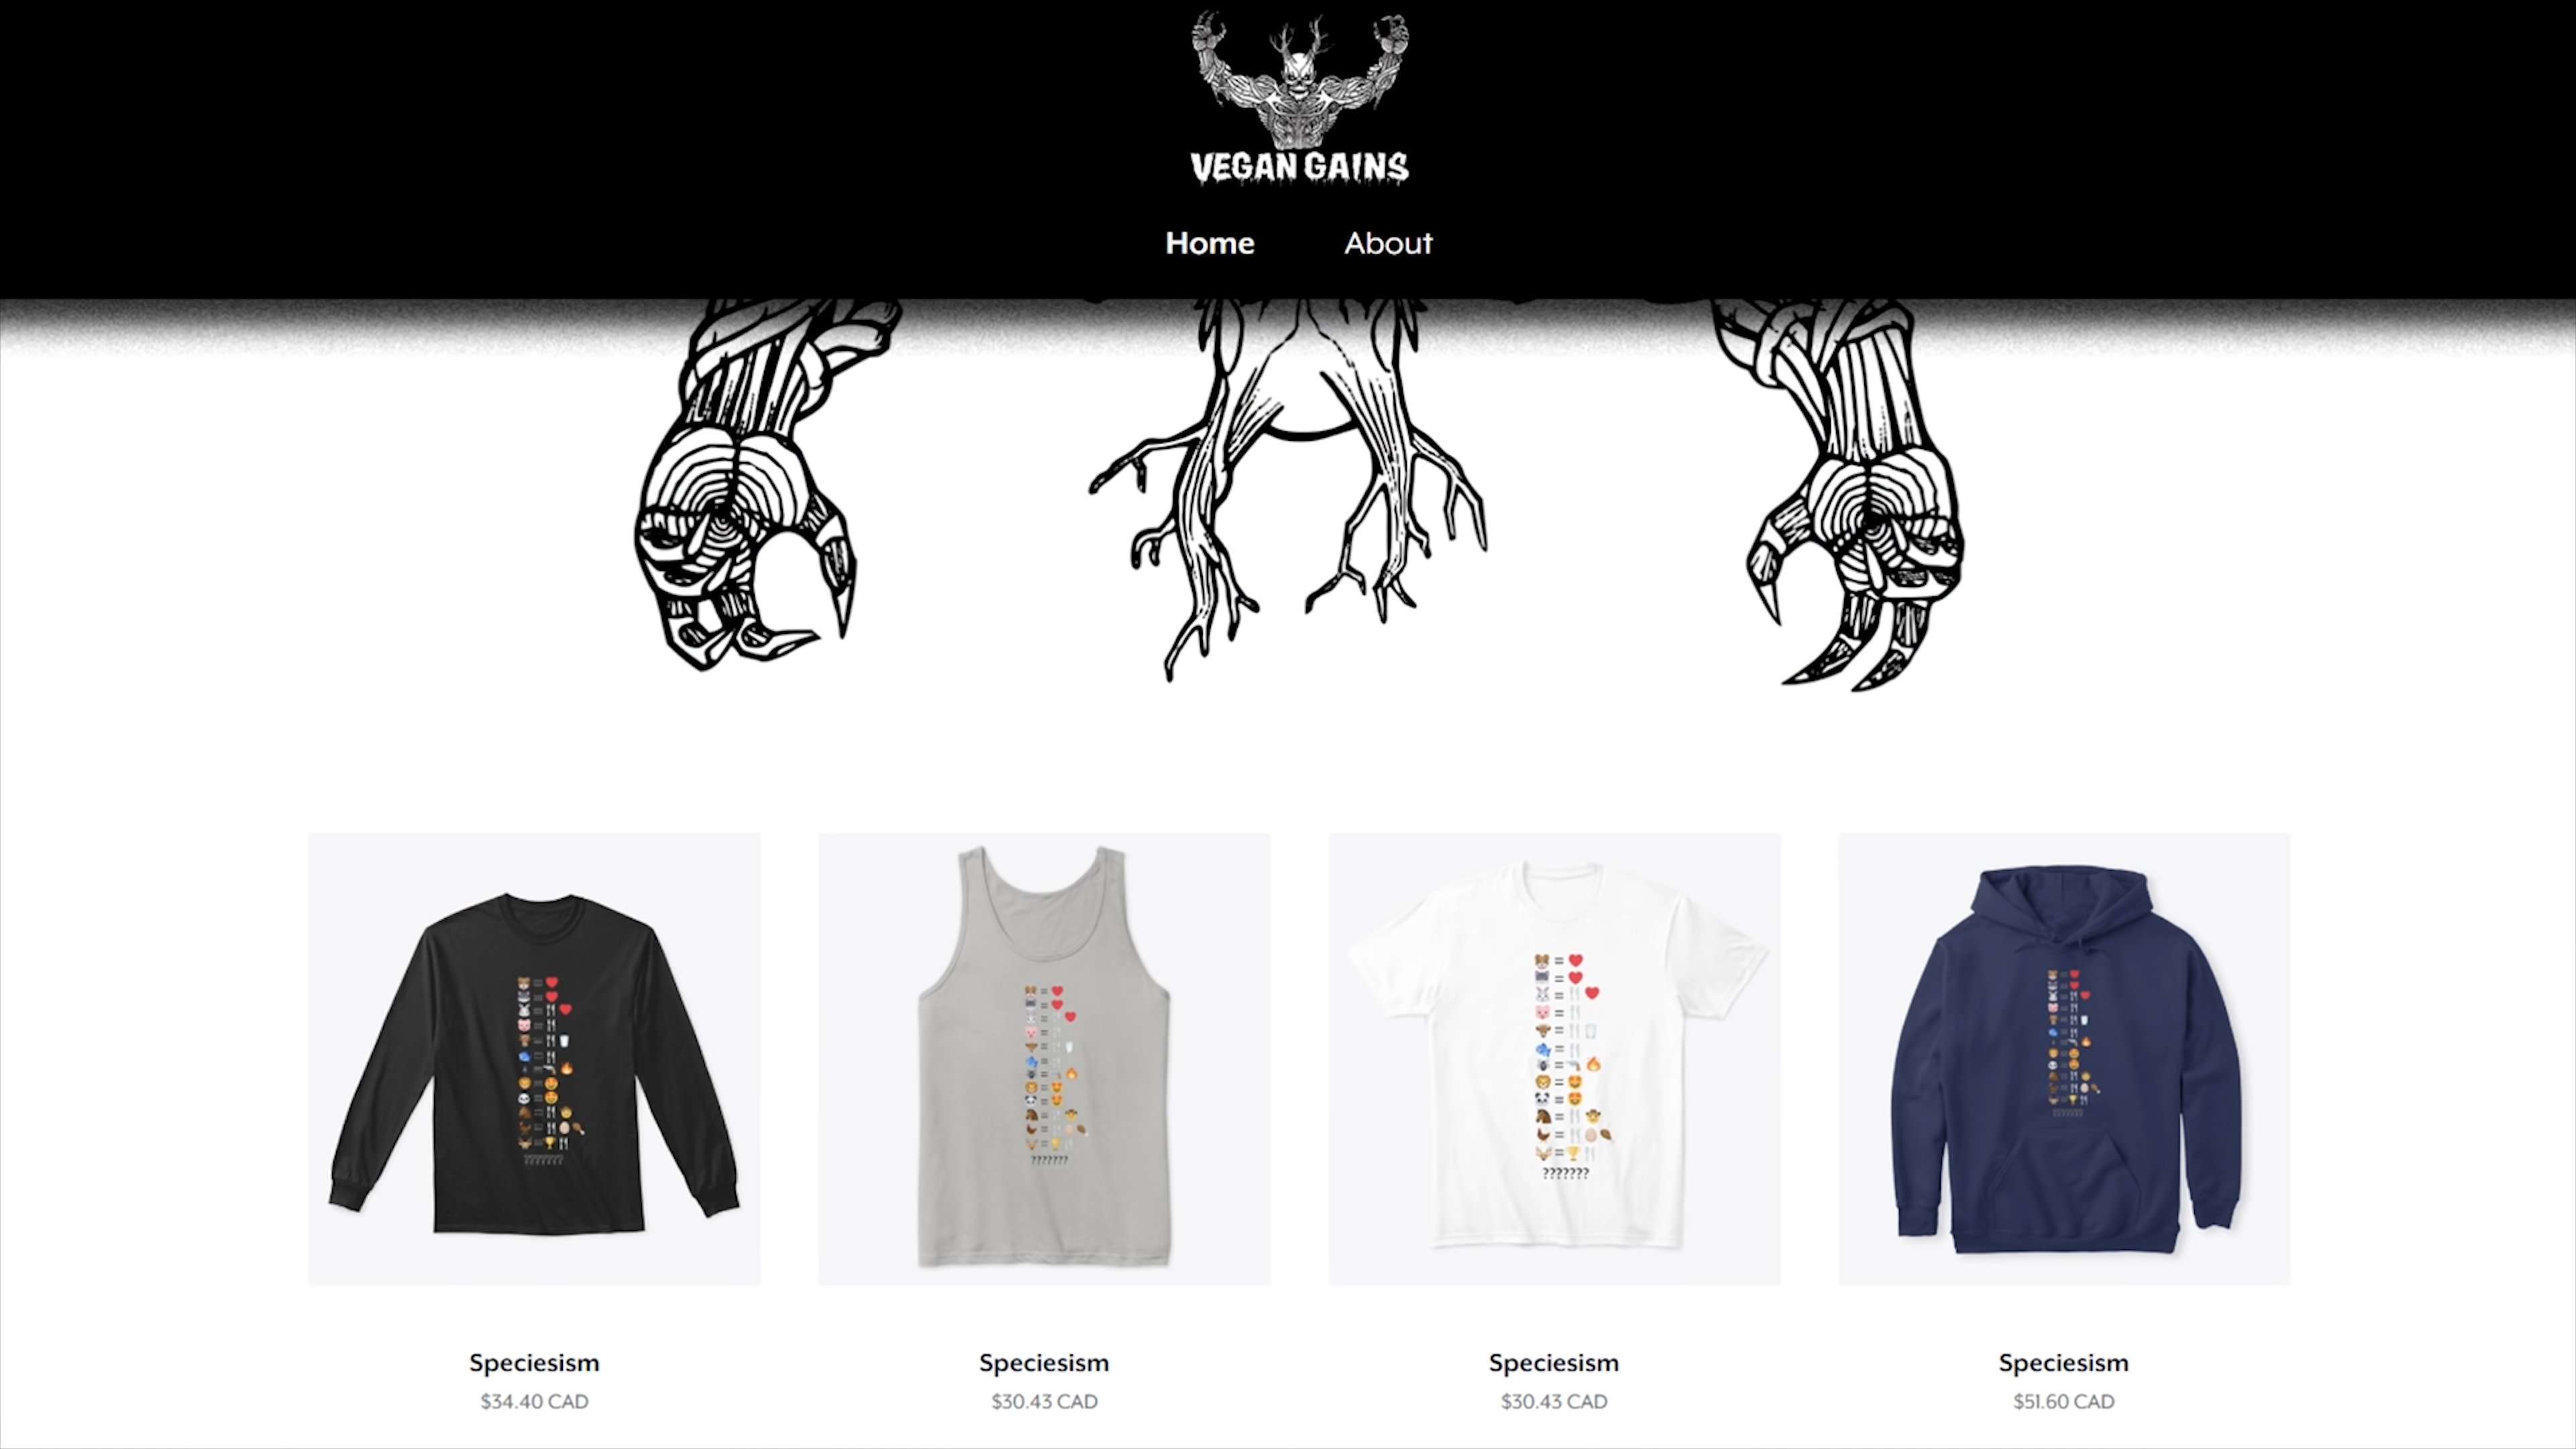 VEGAN GAINS
Home About
???????
???????
Speciesism
$34.40 CAD
Speciesism
$30.43 CAD
Speciesism
$30.43 CAD
Speciesism
$51.60 CAD